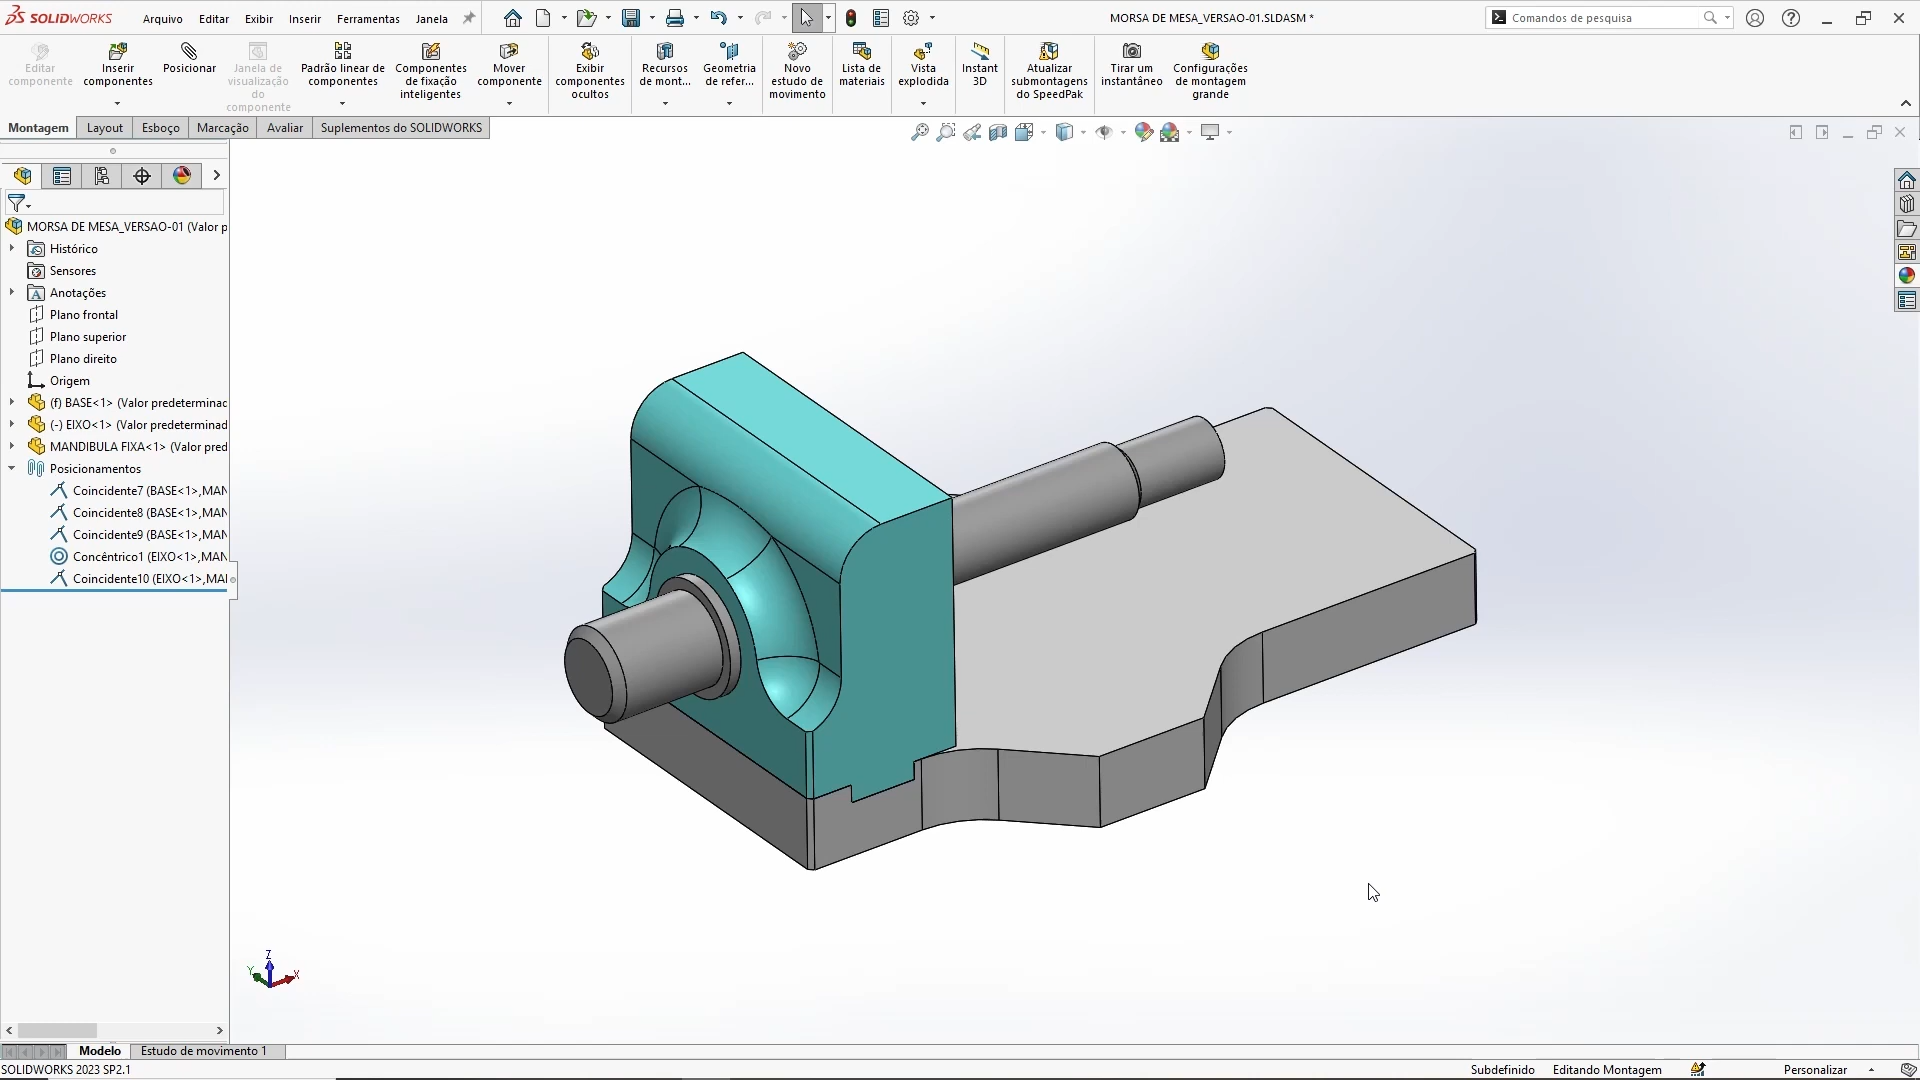 SOLIDWORKS
Arquivo
Editar
Exibir
Inserir
Ferramentas
Janela
MORSA DE MESA_VERSAO-01.SLDASM *
Comandos de pesquisa
Editar
componente
Inserir
componentes
Posicionar
Janela de
visualização
do
componente
Padrão linear de
componentes
Componentes
de fixação
inteligentes
Mover
componente
Exibir
componentes
ocultos
Recursos
de mont...
Geometria
de refer...
Novo
estudo de
movimento
Lista de
materiais
Vista
explodida
Instant
3D
Atualizar
submontagens
do SpeedPak
Tirar um
instantâneo
Configurações
de montagem
grande
Montagem
Layout
Esboço
Marcação
Avaliar
Suplementos do SOLIDWORKS
MORSA DE MESA_VERSAO-01 (Valor p
Histórico
Sensores
Anotações
Plano frontal
Plano superior
Plano direito
Origem
(f) BASE<1> (Valor predeterminac
(-) EIXO<1> (Valor predeterminad
MANDIBULA FIXA<1> (Valor pred
Posicionamentos
Coincidente7 (BASE<1>,MAN
Coincidente8 (BASE<1>,MAN
Coincidente9 (BASE<1>,MAN
Concêntrico1 (EIXO<1>,MAN
Coincidente10 (EIXO<1>,MAI
Z
Y
X
Modelo
Estudo de movimento 1
SOLIDWORKS 2023 SP2.1
Subdefinido
Editando Montagem
Personalizar